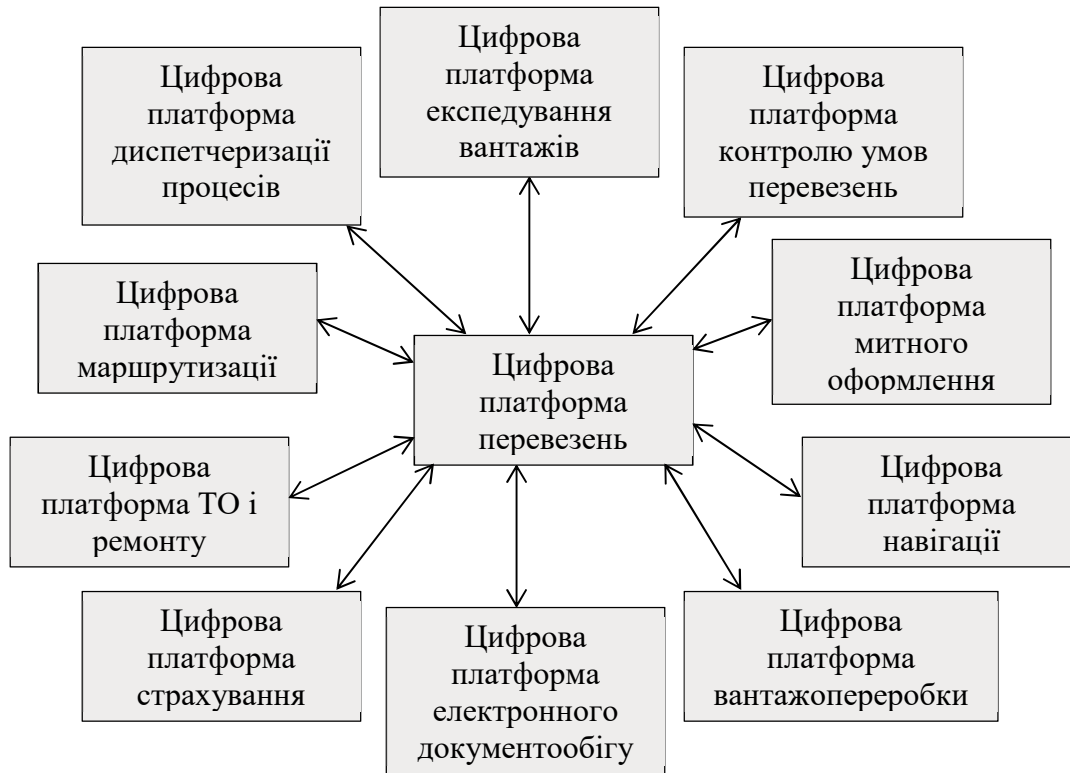 Цифрова
платформа
диспетчеризації
процесів
Цифрова
платформа
експедування
вантажів
Цифрова
платформа
контролю умов
перевезень
Цифрова
платформа
маршрутизації
Цифрова
платформа
перевезень
Цифрова
платформа
митного
оформлення
Цифрова
платформа ТО і
ремонту
Цифрова
платформа
навігації
Цифрова
платформа
страхування
Цифрова
платформа
електронного
документообігу
Цифрова
платформа
вантажопереробки